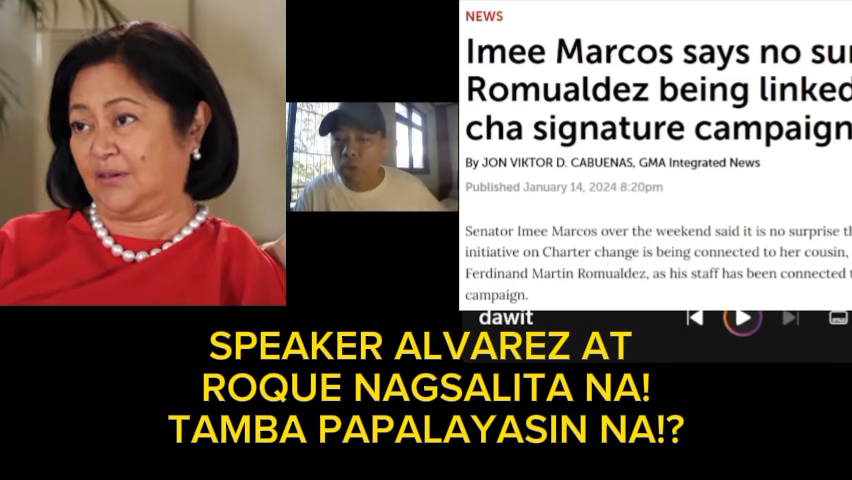 NEWS
Imee Marcos says no sur
Romualdez being linked
cha signature campaign
By JON VIKTOR D. CABUENAS, GMA Integrated News
Published January 14, 2024 8:20pm
Senator Imee Marcos over the weekend said it is no surprise th
initiative on Charter change is being connected to her cousin,
Ferdinand Martin Romualdez, as his staff has been connected t
campaign.
dawit
SPEAKER ALVAREZ AT
ROQUE NAGSALITA NA!
TAMBA PAPALAYASIN NA!?